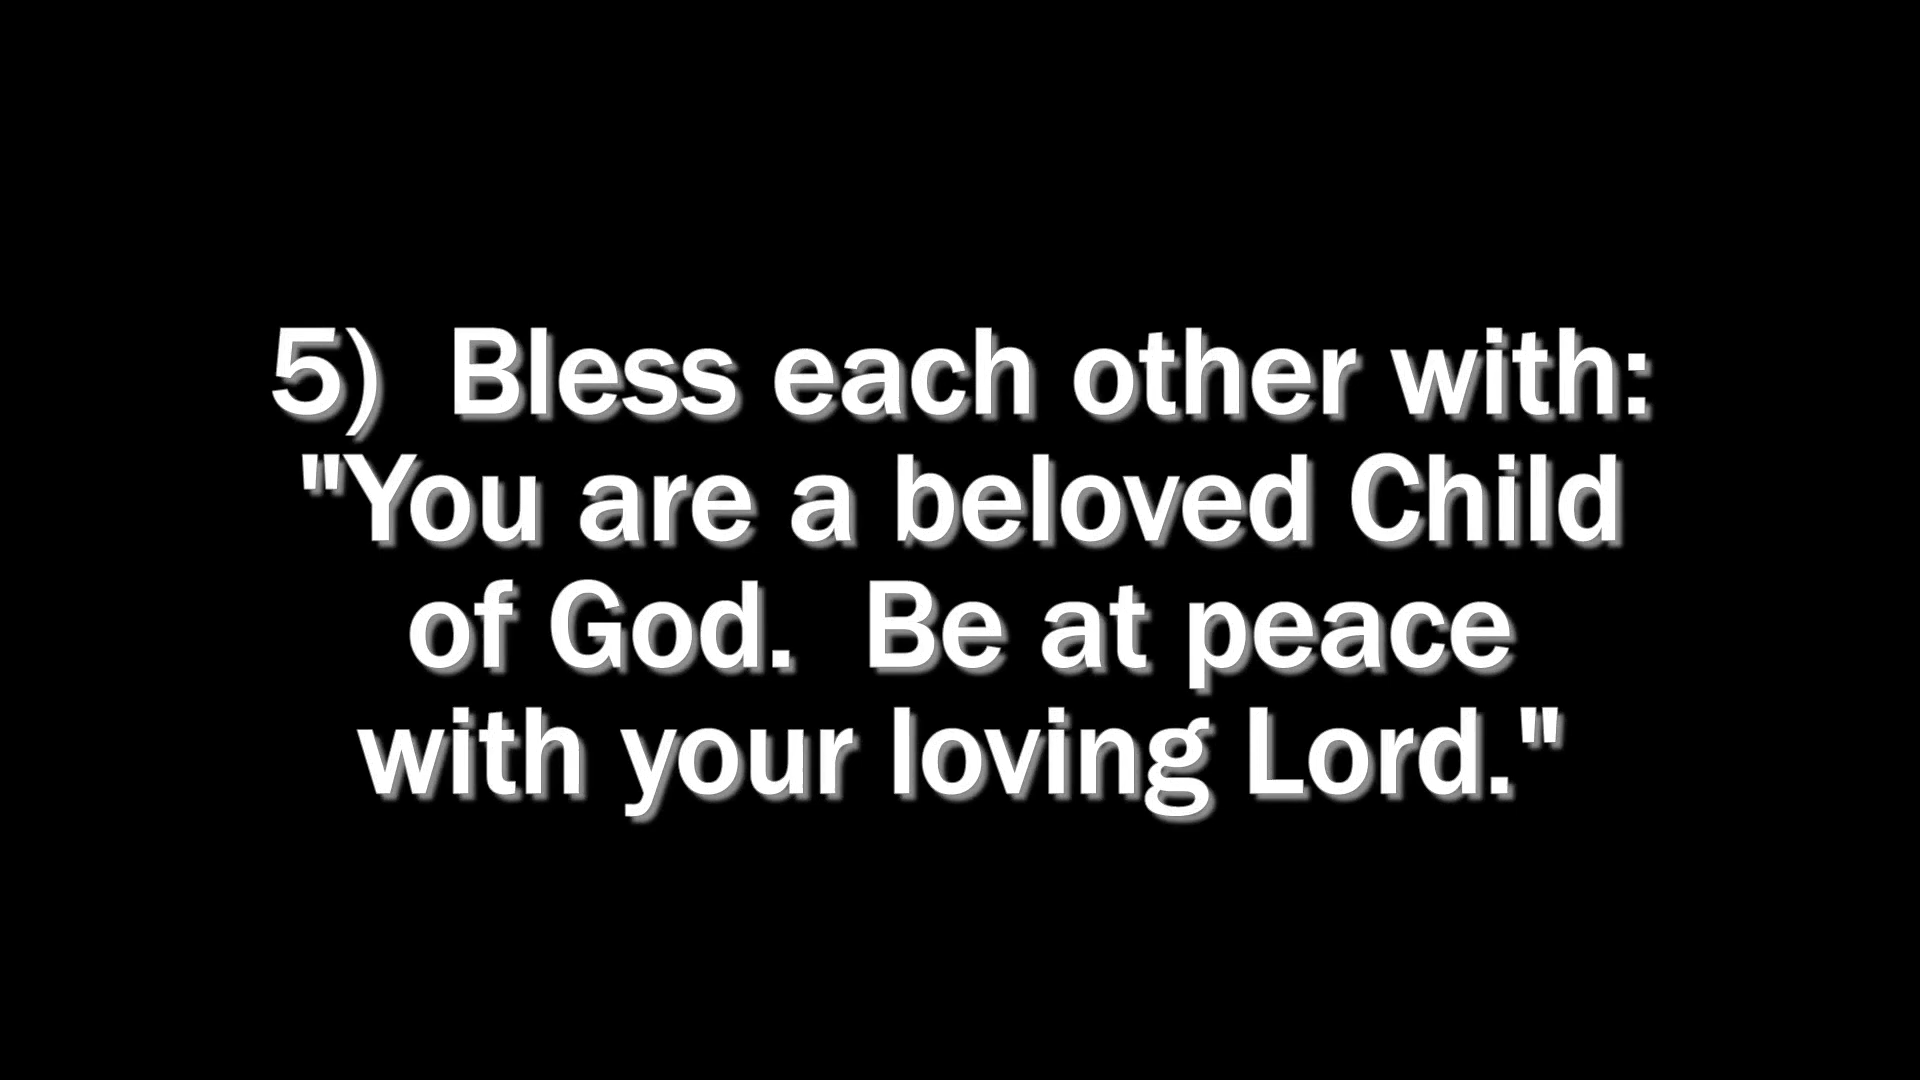 5)  Bless each other with:
"You are a beloved Child
of God.  Be at peace
with your loving Lord."